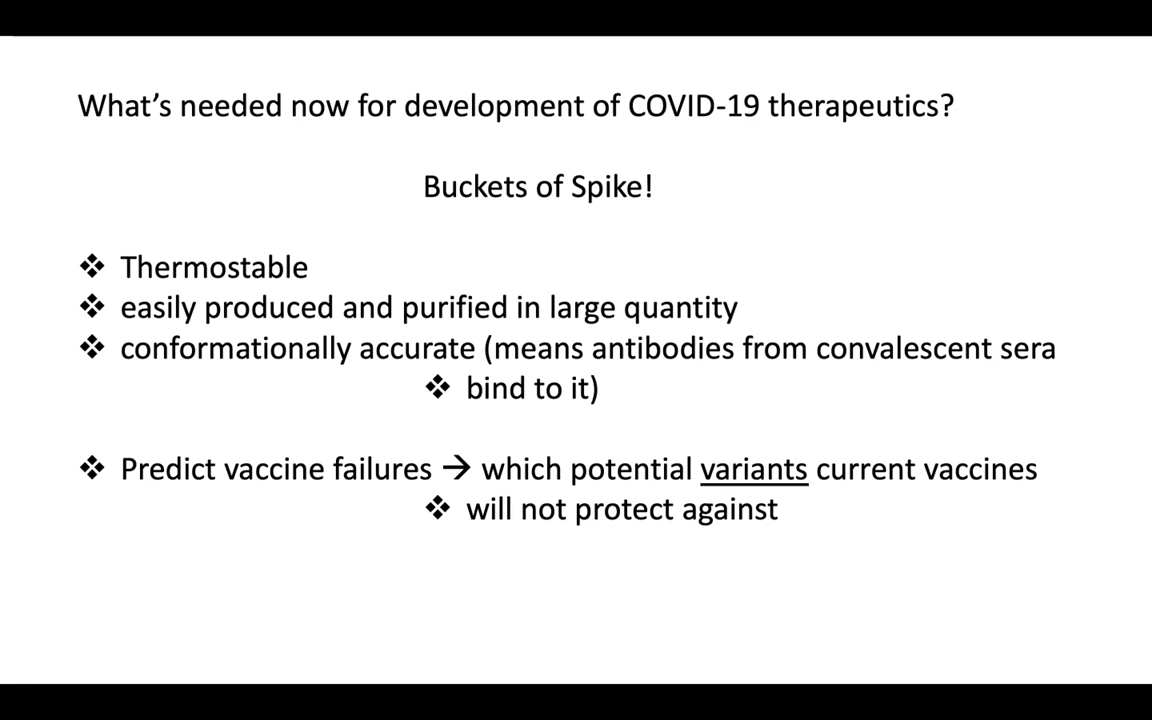 What's needed now for development of COVID-19 therapeutics?
Buckets of Spike!
❖ Thermostable
❖ easily produced and purified in large quantity
❖ conformationally accurate (means antibodies from convalescent sera
❖ bind to it)
❖ Predict vaccine failures → which potential variants current vaccines
❖ will not protect against